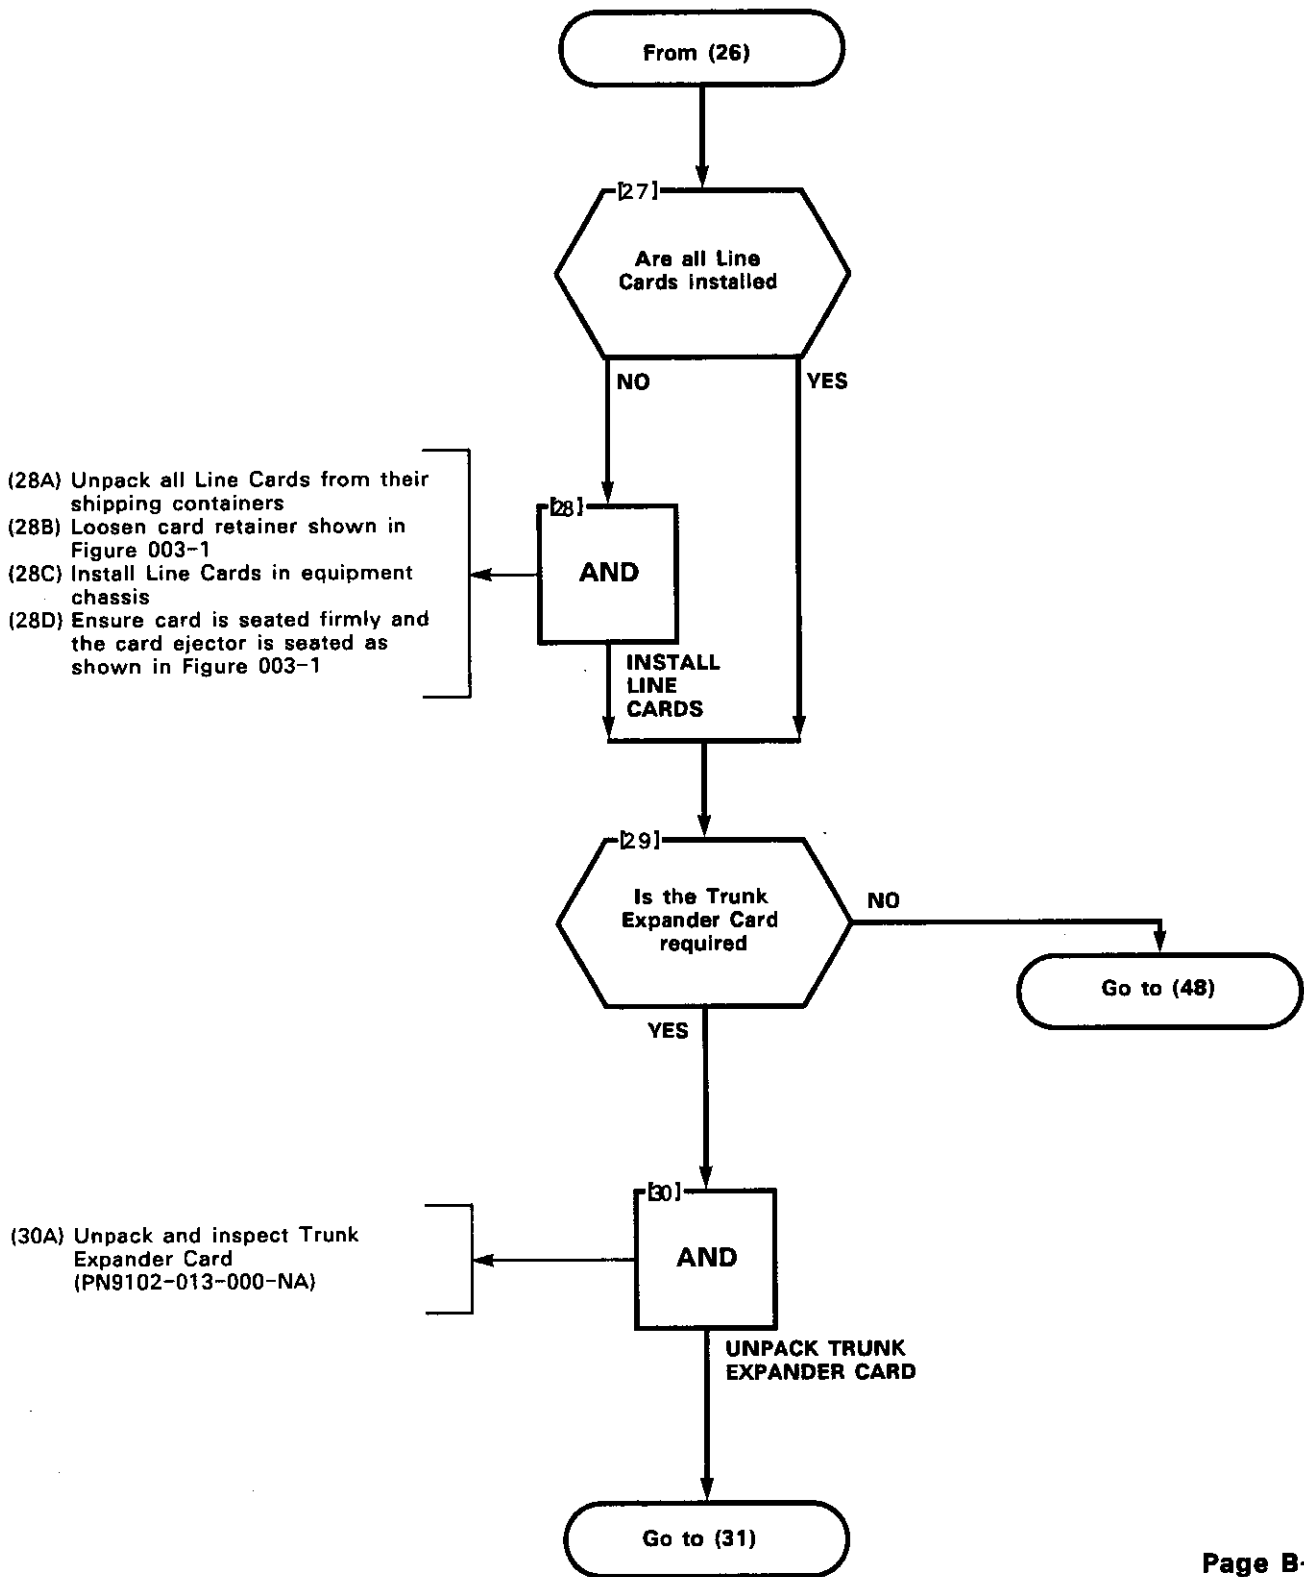 From (26)
[27]
Are all Line
Cards installed
NO
YES
(28A) Unpack all Line Cards from their
shipping containers
(28B) Loosen card retainer shown in
Figure 003-1
(28C) Install Line Cards in equipment
chassis
(28D) Ensure card is seated firmly and
the card ejector is seated as
shown in Figure 003-1
[28]
AND
INSTALL
LINE
CARDS
[29]
Is the Trunk
Expander Card
required
NO
Go to (48)
YES
(30A) Unpack and inspect Trunk
Expander Card
(PN9102-013-000-NA)
[30]
AND
UNPACK TRUNK
EXPANDER CARD
Go to (31)
Page B-